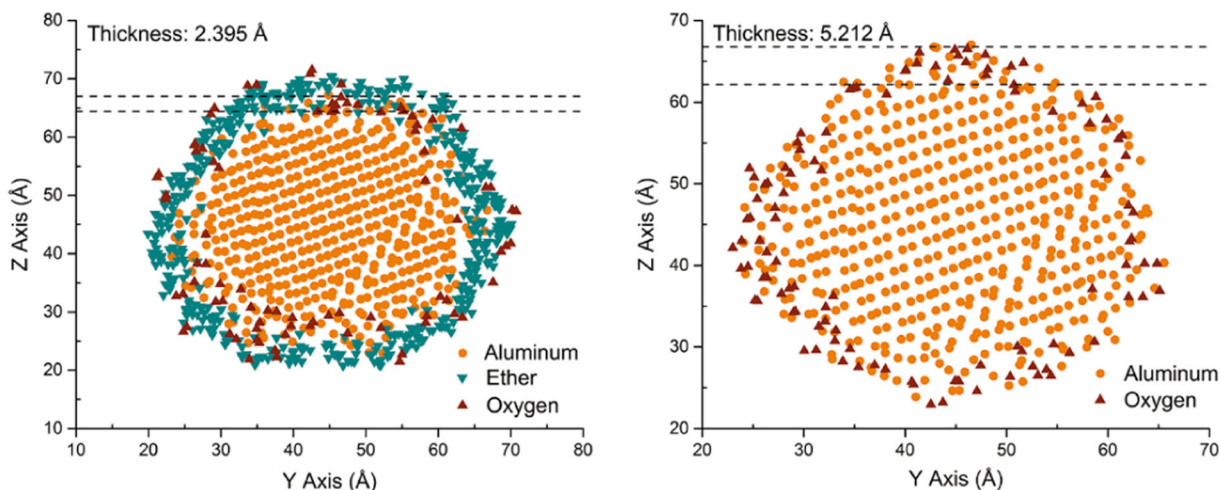 Thickness: 2.395 Å
80
70
60
50
40
30
20
10
Z Axis (Å)
Aluminum
Ether
Oxygen
10 20 30 40 50 60 70 80
Y Axis (Å)
Thickness: 5.212 Å
70
60
50
40
30
20
Z Axis (Å)
Aluminum
Oxygen
20 30 40 50 60 70
Y Axis (Å)